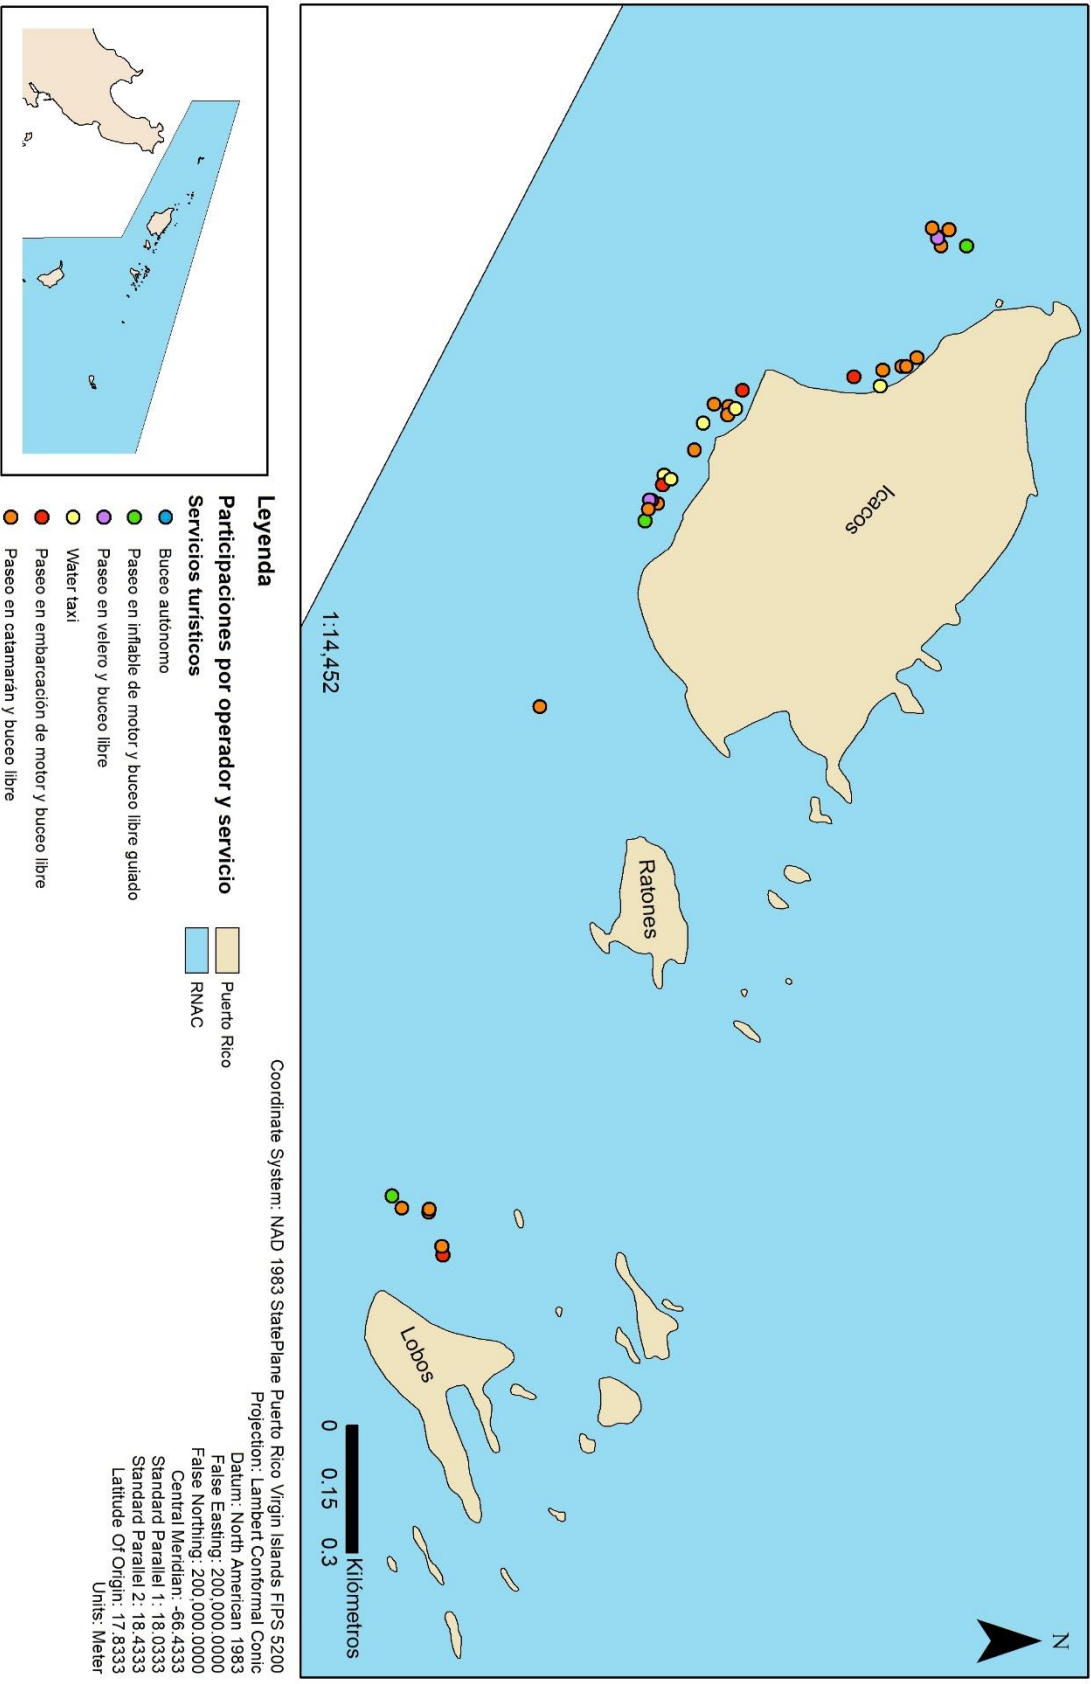 N
Icacos
Ratones
Lobos
1:14,452
0 0.15 0.3
Kilómetros
Leyenda
Participaciones por operador y servicio
Servicios turísticos
Buceo autónomo
Paseo en inflable de motor y buceo libre guiado
Paseo en velero y buceo libre
Water taxi
Paseo en embarcación de motor y buceo libre
Paseo en catamarán y buceo libre
Puerto Rico
RNAC
Coordinate System: NAD 1983 StatePlane Puerto Rico Virgin Islands FIPS 5200
Projection: Lambert Conformal Conic
Datum: North American 1983
False Easting: 200,000.0000
False Northing: 200,000.0000
Central Meridian: -66.4333
Standard Parallel 1: 18.0333
Standard Parallel 2: 18.4333
Latitude Of Origin: 17.8333
Units: Meter